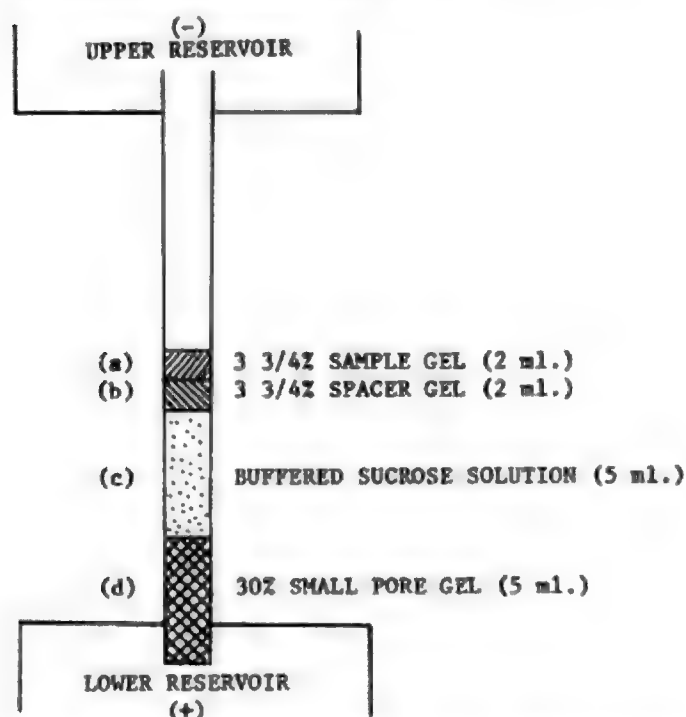 (-)
UPPER RESERVOIR
(a) 3 3/4% SAMPLE GEL (2 ml.)
(b) 3 3/4% SPACER GEL (2 ml.)
(c) BUFFERED SUCROSE SOLUTION (5 ml.)
(d) 30% SMALL PORE GEL (5 ml.)
LOWER RESERVOIR
(+)